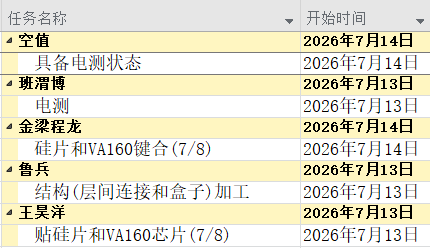 任务名称 开始时间
空值 2026年7月14日
具备电测状态 2026年7月14日
班渭博 2026年7月13日
电测 2026年7月13日
金梁程龙 2026年7月14日
硅片和VA160键合(7/8) 2026年7月14日
鲁兵 2026年7月13日
结构(层间连接和盒子)加工 2026年7月13日
王昊洋 2026年7月13日
贴硅片和VA160芯片(7/8) 2026年7月13日